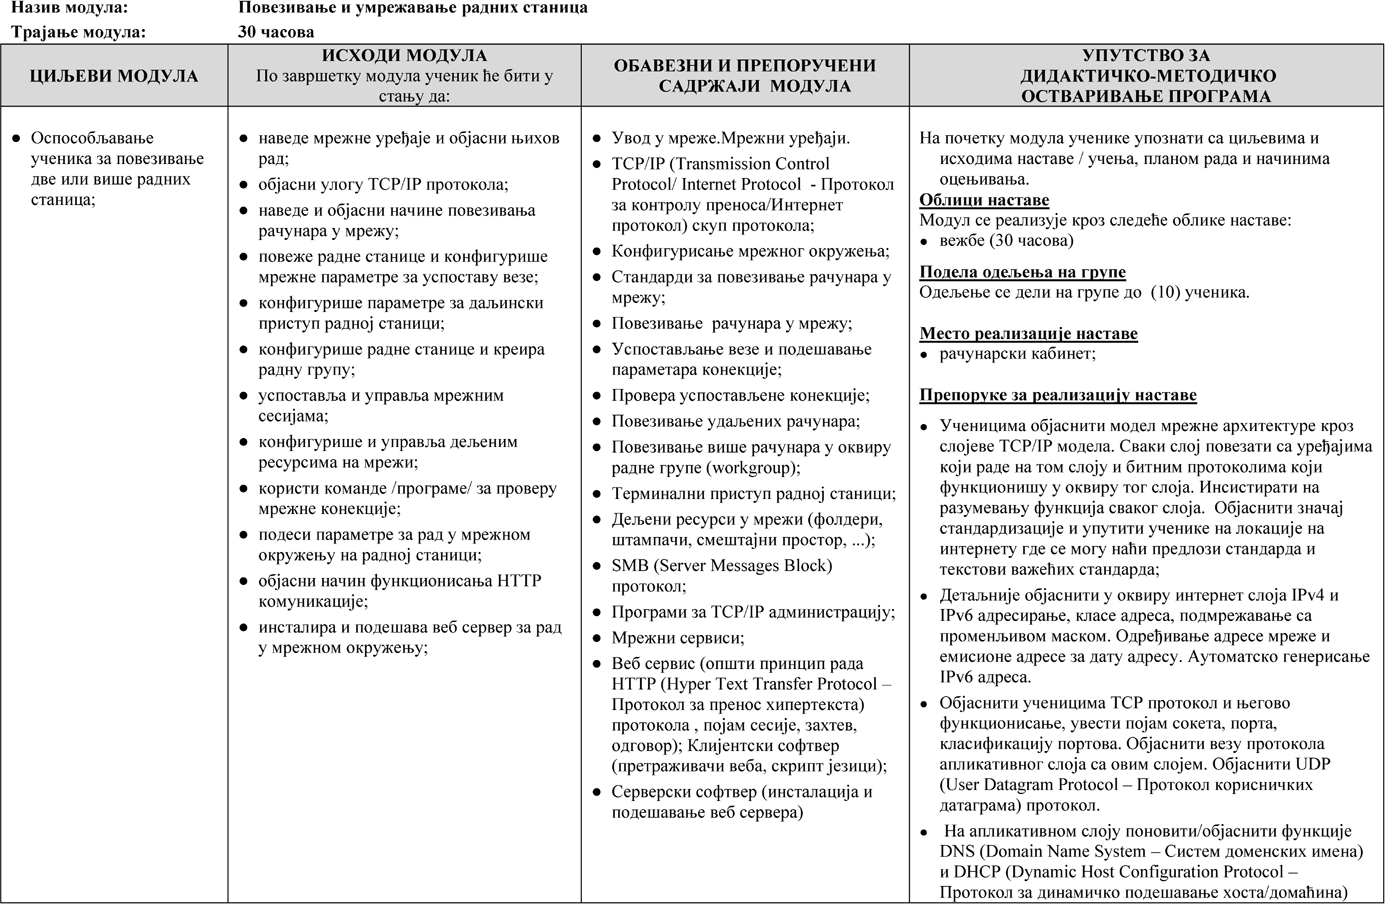 Назив модула: Повезивање и умрежавање радних станица
Трајање модула: 30 часова
ЦИЉЕВИ МОДУЛА
ИСХОДИ МОДУЛА
По завршетку модула ученик ће бити у
стању да:
ОБАВЕЗНИ И ПРЕПОРУЧЕНИ
САДРЖАЈИ МОДУЛА
УПУТСТВО ЗА
ДИДАКТИЧКО-МЕТОДИЧКО
ОСТВАРИВАЊЕ ПРОГРАМА
● Оспособљавање
ученика за повезивање
две или више радних
станица;
● наведе мрежне уређаје и објасни њихов
рад;
● објасни улогу TCP/IP протокола;
● наведе и објасни начине повезивања
рачунара у мрежу;
● повеже радне станице и конфигурише
мрежне параметре за успоставу везе;
● конфигурише параметре за даљински
приступ радној станици;
● конфигурише радне станице и креира
радну групу;
● успоставља и управља мрежним
сесијама;
● конфигурише и управља дељеним
ресурсима на мрежи;
● користи команде /програме/ за проверу
мрежне конекције;
● подеси параметре за рад у мрежном
окружењу на радној станици;
● објасни начин функционисања HTTP
комуникације;
● инсталира и подешава веб сервер за рад
у мрежном окружењу;
● Увод у мреже.Мрежни уређаји.
● TCP/IP (Transmission Control
Protocol/ Internet Protocol - Протокол
за контролу преноса/Интернет
протокол) скуп протокола;
● Конфигурисање мрежног окружења;
● Стандарди за повезивање рачунара у
мрежу;
● Повезивање рачунара у мрежу;
● Успостављање везе и подешавање
параметара конекције;
● Провера успостављене конекције;
● Повезивање удаљених рачунара;
● Повезивање више рачунара у оквиру
радне групе (workgroup);
● Терминални приступ радној станици;
● Дељени ресурси у мрежи (фолдери,
штампачи, смештајни простор, ...);
● SMB (Server Messages Block)
протокол;
● Програми за TCP/IP администрацију;
● Мрежни сервиси;
● Веб сервис (општи принцип рада
HTTP (Hyper Text Transfer Protocol –
Протокол за пренос хипертекста)
протокола , појам сесије, захтев,
одговор); Клијентски софтвер
(претраживачи веба, скрипт језици);
● Серверски софтвер (инсталација и
подешавање веб сервера)
На почетку модула ученике упознати са циљевима и
исходима наставе / учења, планом рада и начинима
оцењивања.
Облици наставе
Модул се реализује кроз следеће облике наставе:
● вежбе (30 часова)
Подела одељења на групе
Одељење се дели на групе до (10) ученика.
Место реализације наставе
● рачунарски кабинет;
Препоруке за реализацију наставе
● Ученицима објаснити модел мрежне архитектуре кроз
слојеве TCP/IP модела. Сваки слој повезати са уређајима
који раде на том слоју и битним протоколима који
функционишу у оквиру тог слоја. Инсистирати на
разумевању функција сваког слоја. Објаснити значај
стандардизације и упутити ученике на локације на
интернету где се могу наћи предлози стандарда и
текстови важећих стандарда;
● Детаљније објаснити у оквиру интернет слоја IPv4 и
IPv6 адресирање, класе адреса, подмрежавање са
променљивом маском. Одређивање адресе мреже и
емисионе адресе за дату адресу. Аутоматско генерисање
IPv6 адреса.
● Објаснити ученицима TCP протокол и његово
функционисање, увести појам сокета, порта,
класификацију портова. Објаснити везу протокола
апликативног слоја са овим слојем. Објаснити UDP
(User Datagram Protocol – Протокол корисничких
датаграма) протокол.
● На апликативном слоју поновити/објаснити функције
DNS (Domain Name System – Систем доменских имена)
и DHCP (Dynamic Host Configuration Protocol –
Протокол за динамичко подешавање хоста/домаћина)